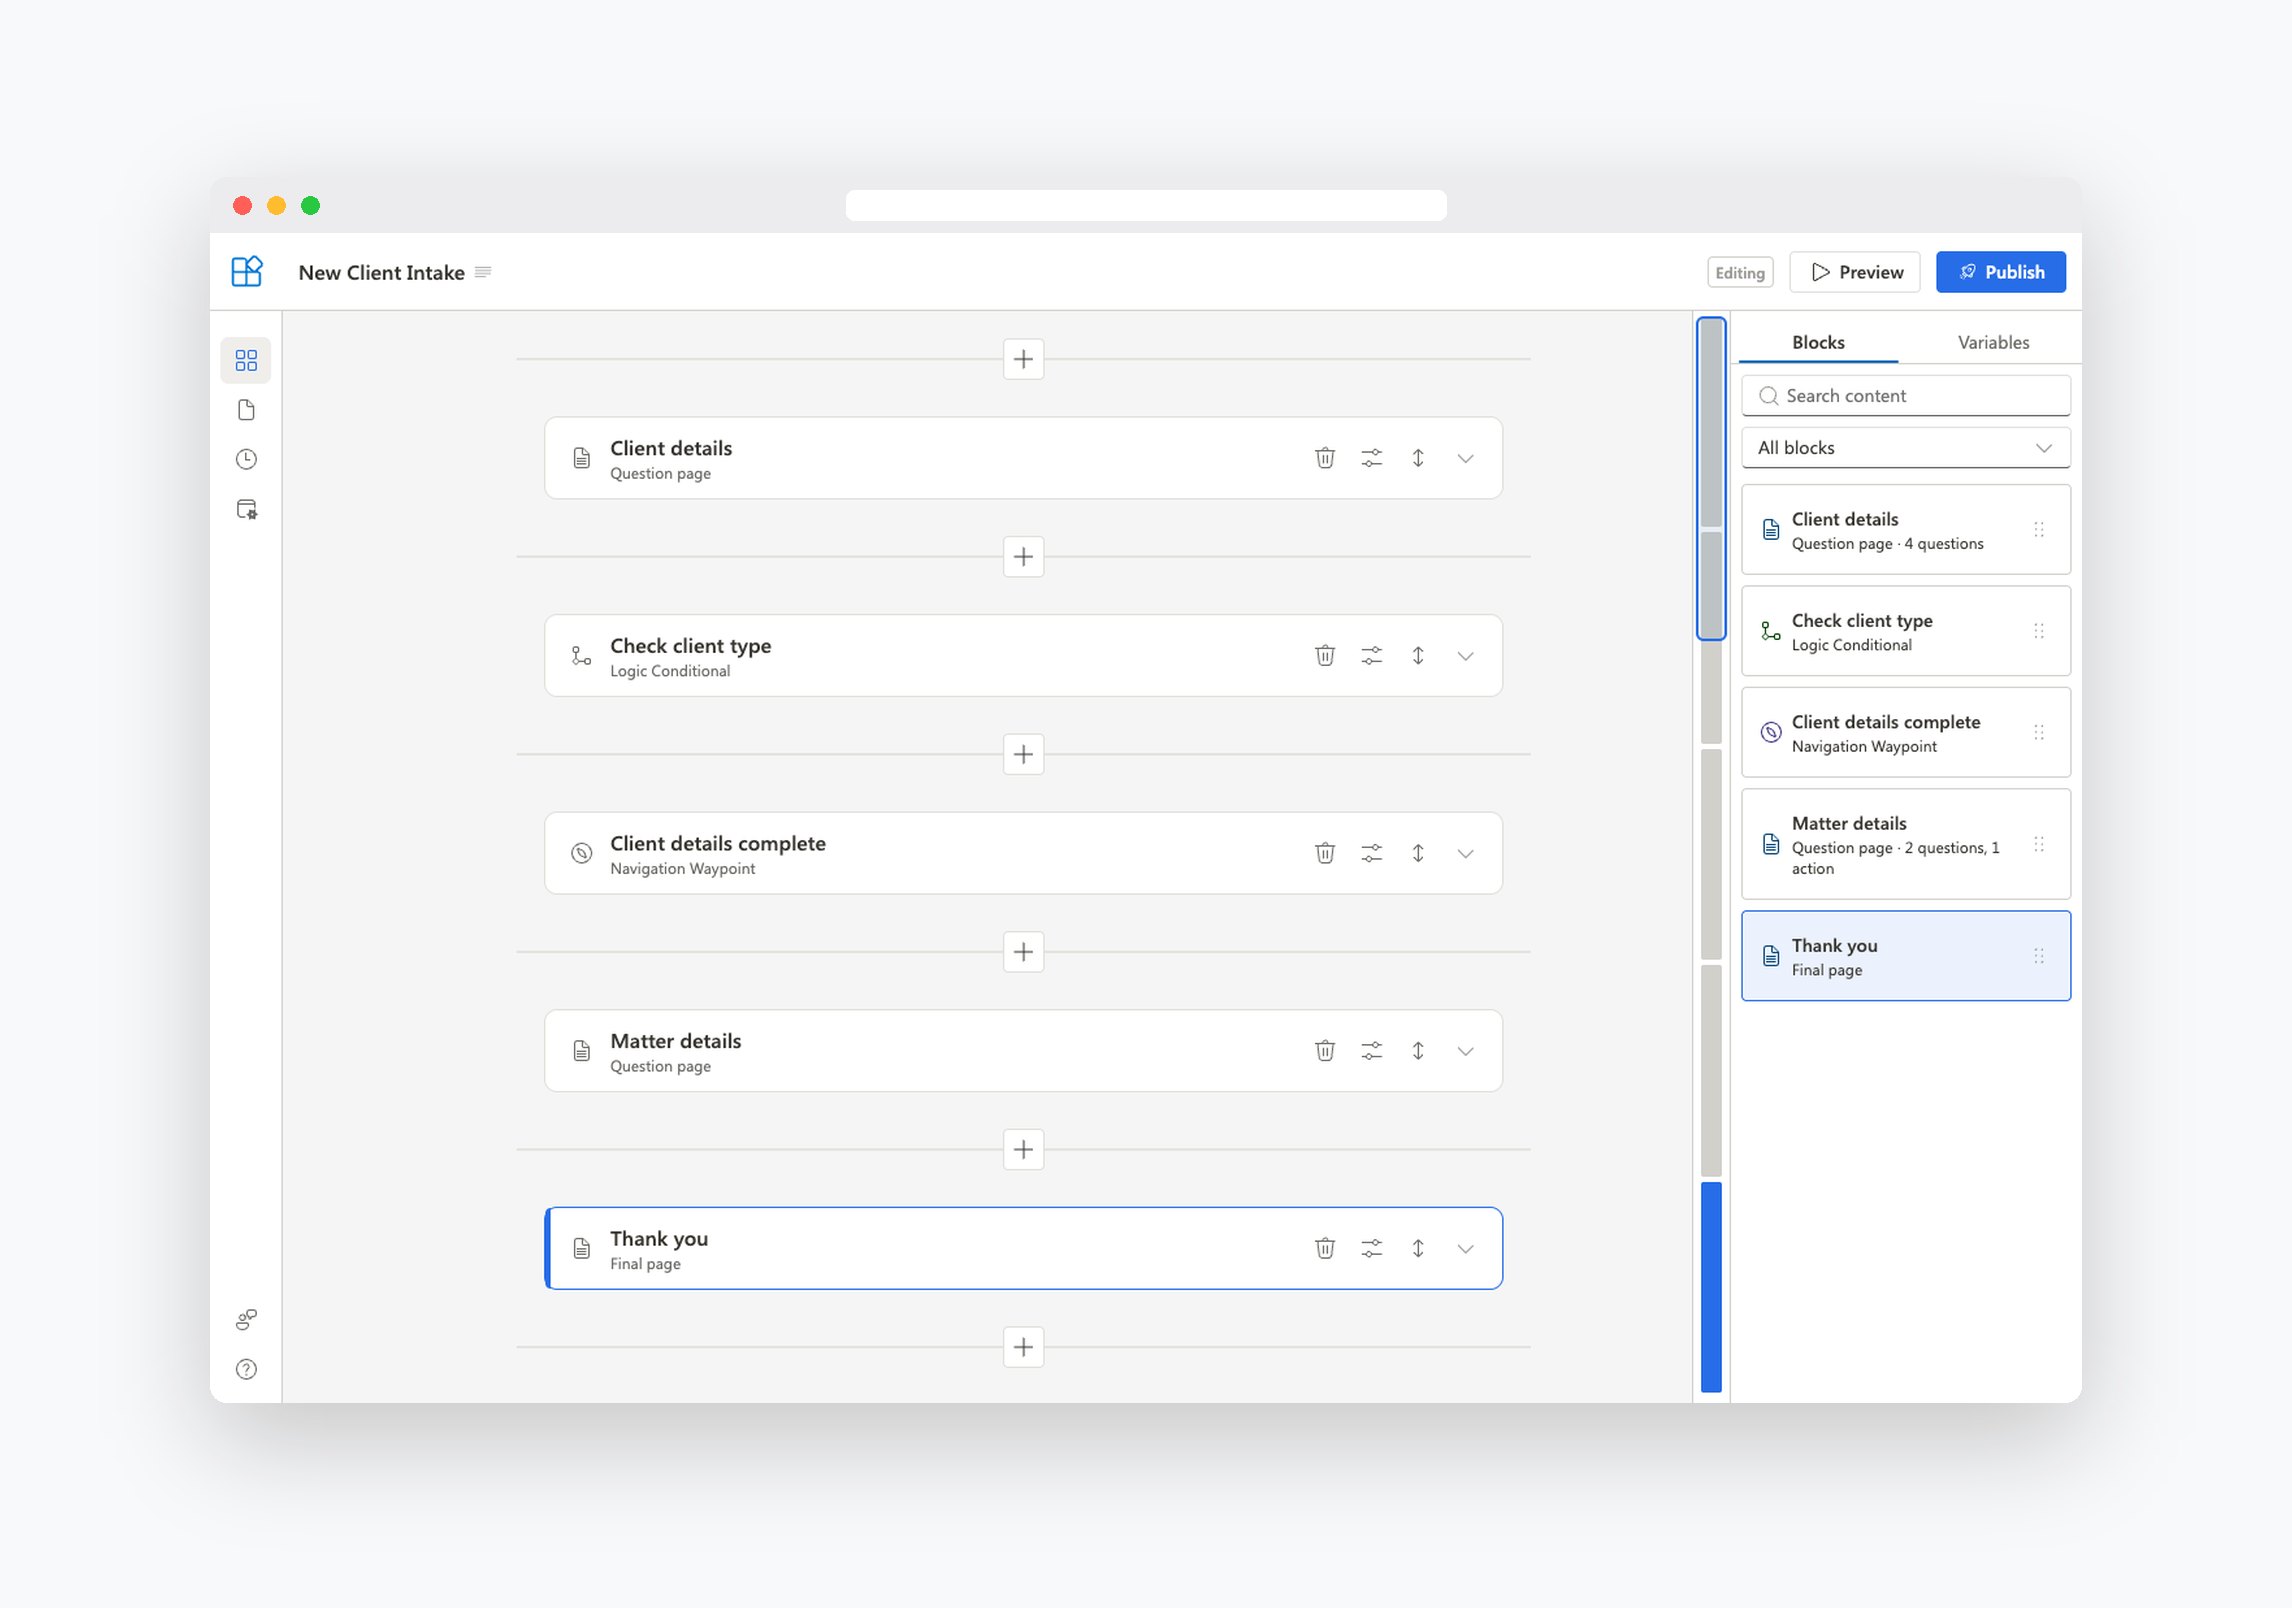 New Client Intake
Editing
Preview
Publish
Client details
Question page
Check client type
Logic Conditional
Client details complete
Navigation Waypoint
Matter details
Question page
Thank you
Final page
Blocks
Variables
Search content
All blocks
Client details
Question page · 4 questions
Check client type
Logic Conditional
Client details complete
Navigation Waypoint
Matter details
Question page · 2 questions, 1
action
Thank you
Final page